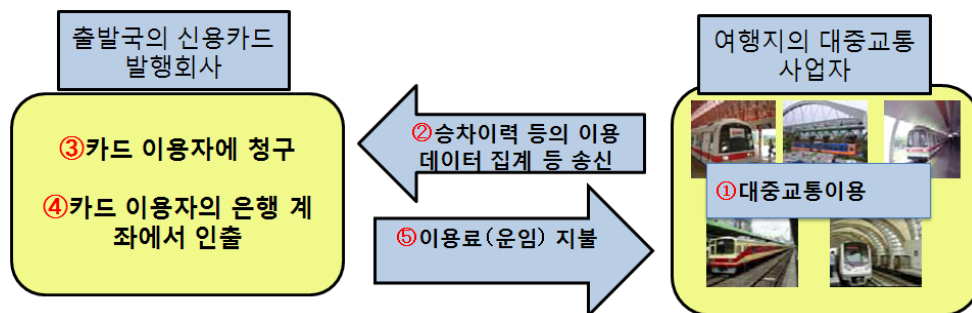 출발국의 신용카드
발행회사
여행지의 대중교통
사업자
③카드 이용자에 청구
④카드 이용자의 은행 계
좌에서 인출
②승차이력 등의 이용
데이터 집계 등 송신
⑤이용료(운임) 지불
①대중교통이용